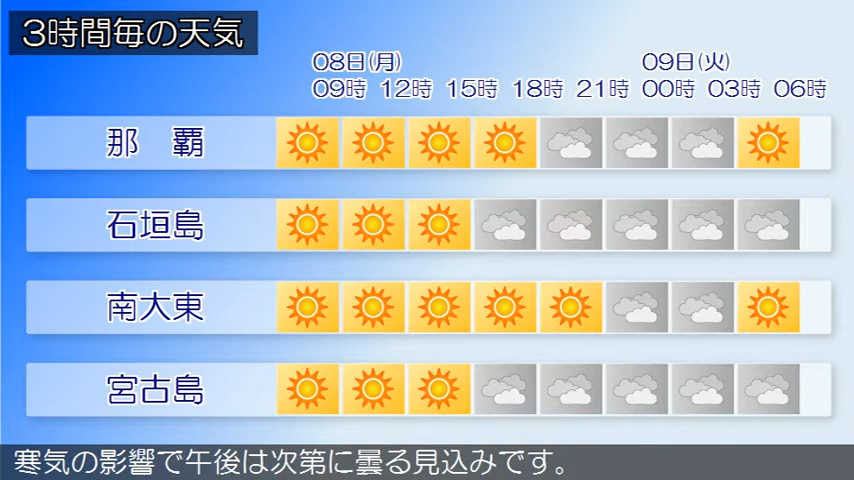 3時間毎の天気
08日(月) 09日(火)
09時 12時 15時 18時 21時 00時 03時 06時
那　覇
石垣島
南大東
宮古島
寒気の影響で午後は次第に曇る見込みです。